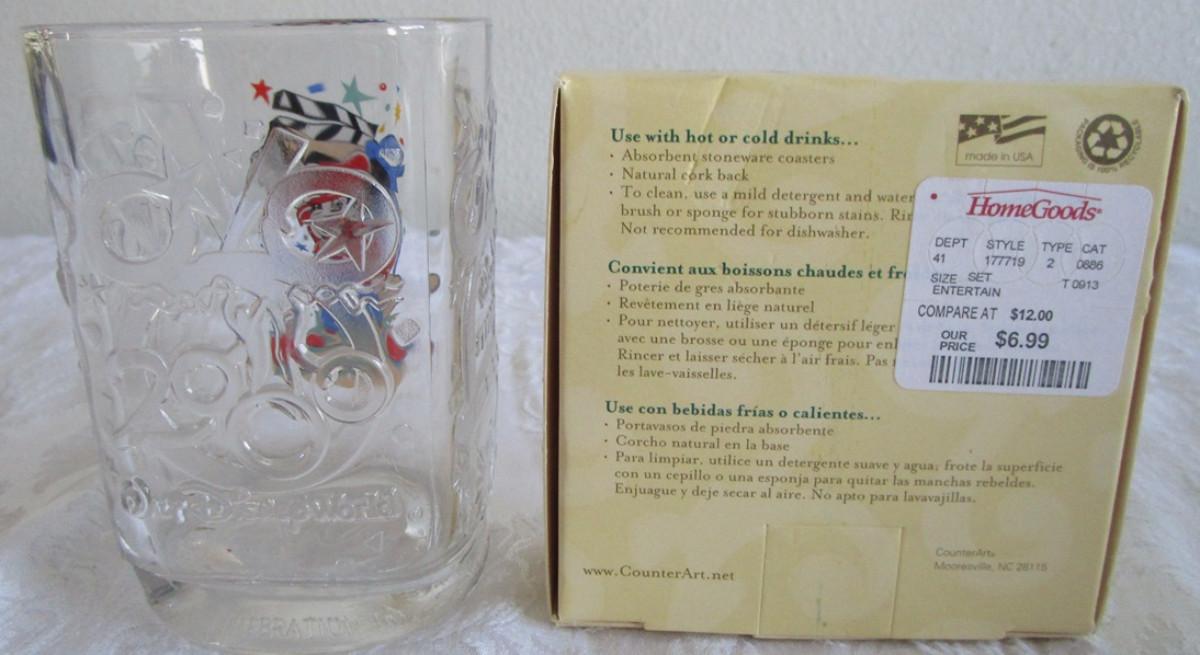 2000
Walt Disney World
Use with hot or cold drinks...
· Absorbent stoneware coasters
· Natural cork back
· To clean, use a mild detergent and water
brush or sponge for stubborn stains.
Not recommended for dishwasher.
Convient aux boissons chaudes et
· Poterie de gres absorbante
· Revêtement en liège naturel
· Pour nettoyer, utiliser un détersif léger
avec une brosse ou une éponge pour
Rincer et laisser sécher à l'air frais. Pas
les lave-vaisselles.
Use con bebidas frías o calientes...
· Portavasos de piedra absorbente
· Corcho natural en la base
· Para limpiar, utilice un detergente suave y agua; frote la superficie
con un cepillo o una esponja para quitar las manchas rebeldes.
Enjuague y deje secar al aire. No apto para lavavajillas.
www.CounterArt.net
CounterArt®
Mooresville, NC 28115
made in USA
HomeGoods®
DEPT STYLE TYPE CAT
41 177719 2 0886
SIZE SET T0913
ENTERTAIN
COMPARE AT $12.00
OUR PRICE $6.99